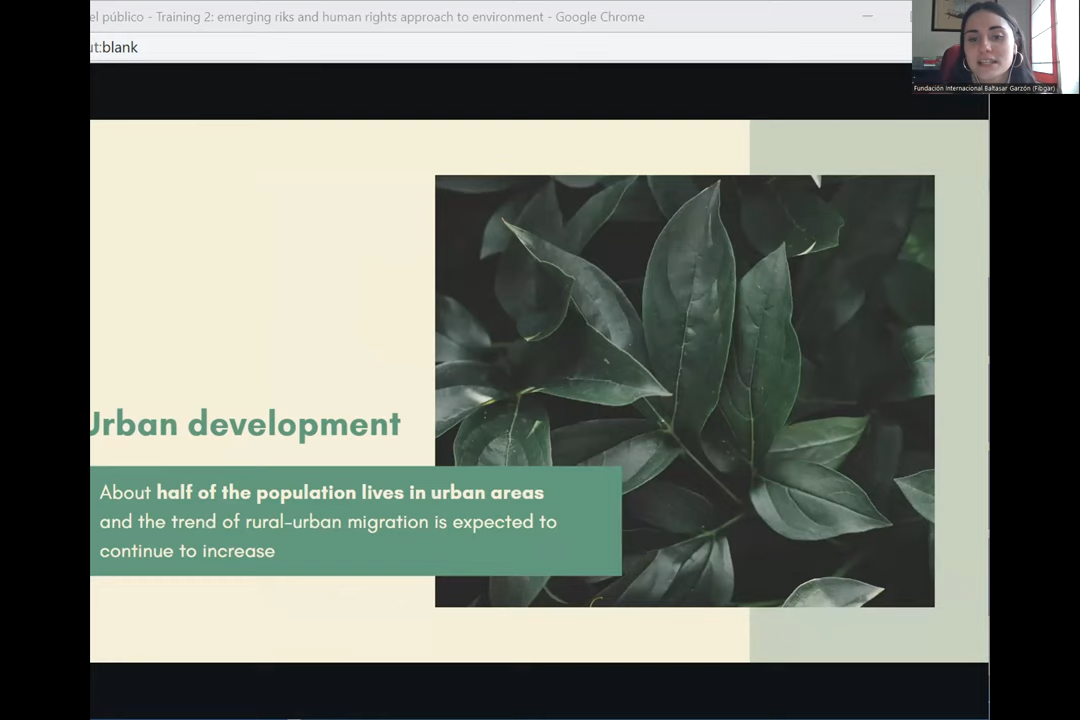 el público - Training 2: emerging riks and human rights approach to environment - Google Chrome
ut:blank
Fundación Internacional Baltasar Garzón (Fibgar)
Urban development
About half of the population lives in urban areas
and the trend of rural-urban migration is expected to
continue to increase